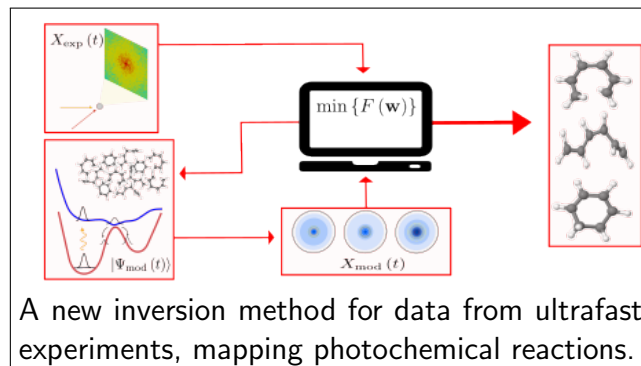 X_exp (t)
min {F (w)}
|Ψ_mod (t)⟩
X_mod (t)
A new inversion method for data from ultrafast
experiments, mapping photochemical reactions.